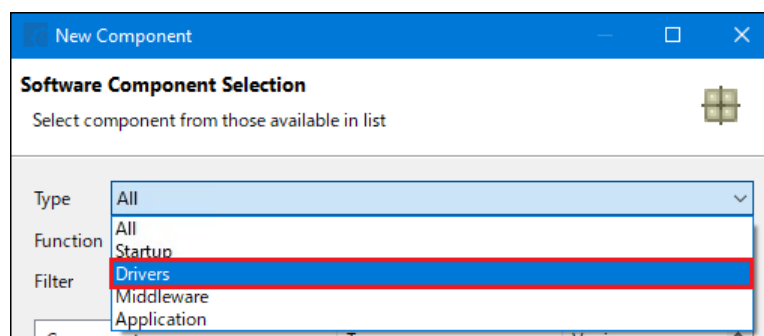 New Component
Software Component Selection
Select component from those available in list
Type All
All
Function
Startup
Drivers
Filter
Middleware
Application